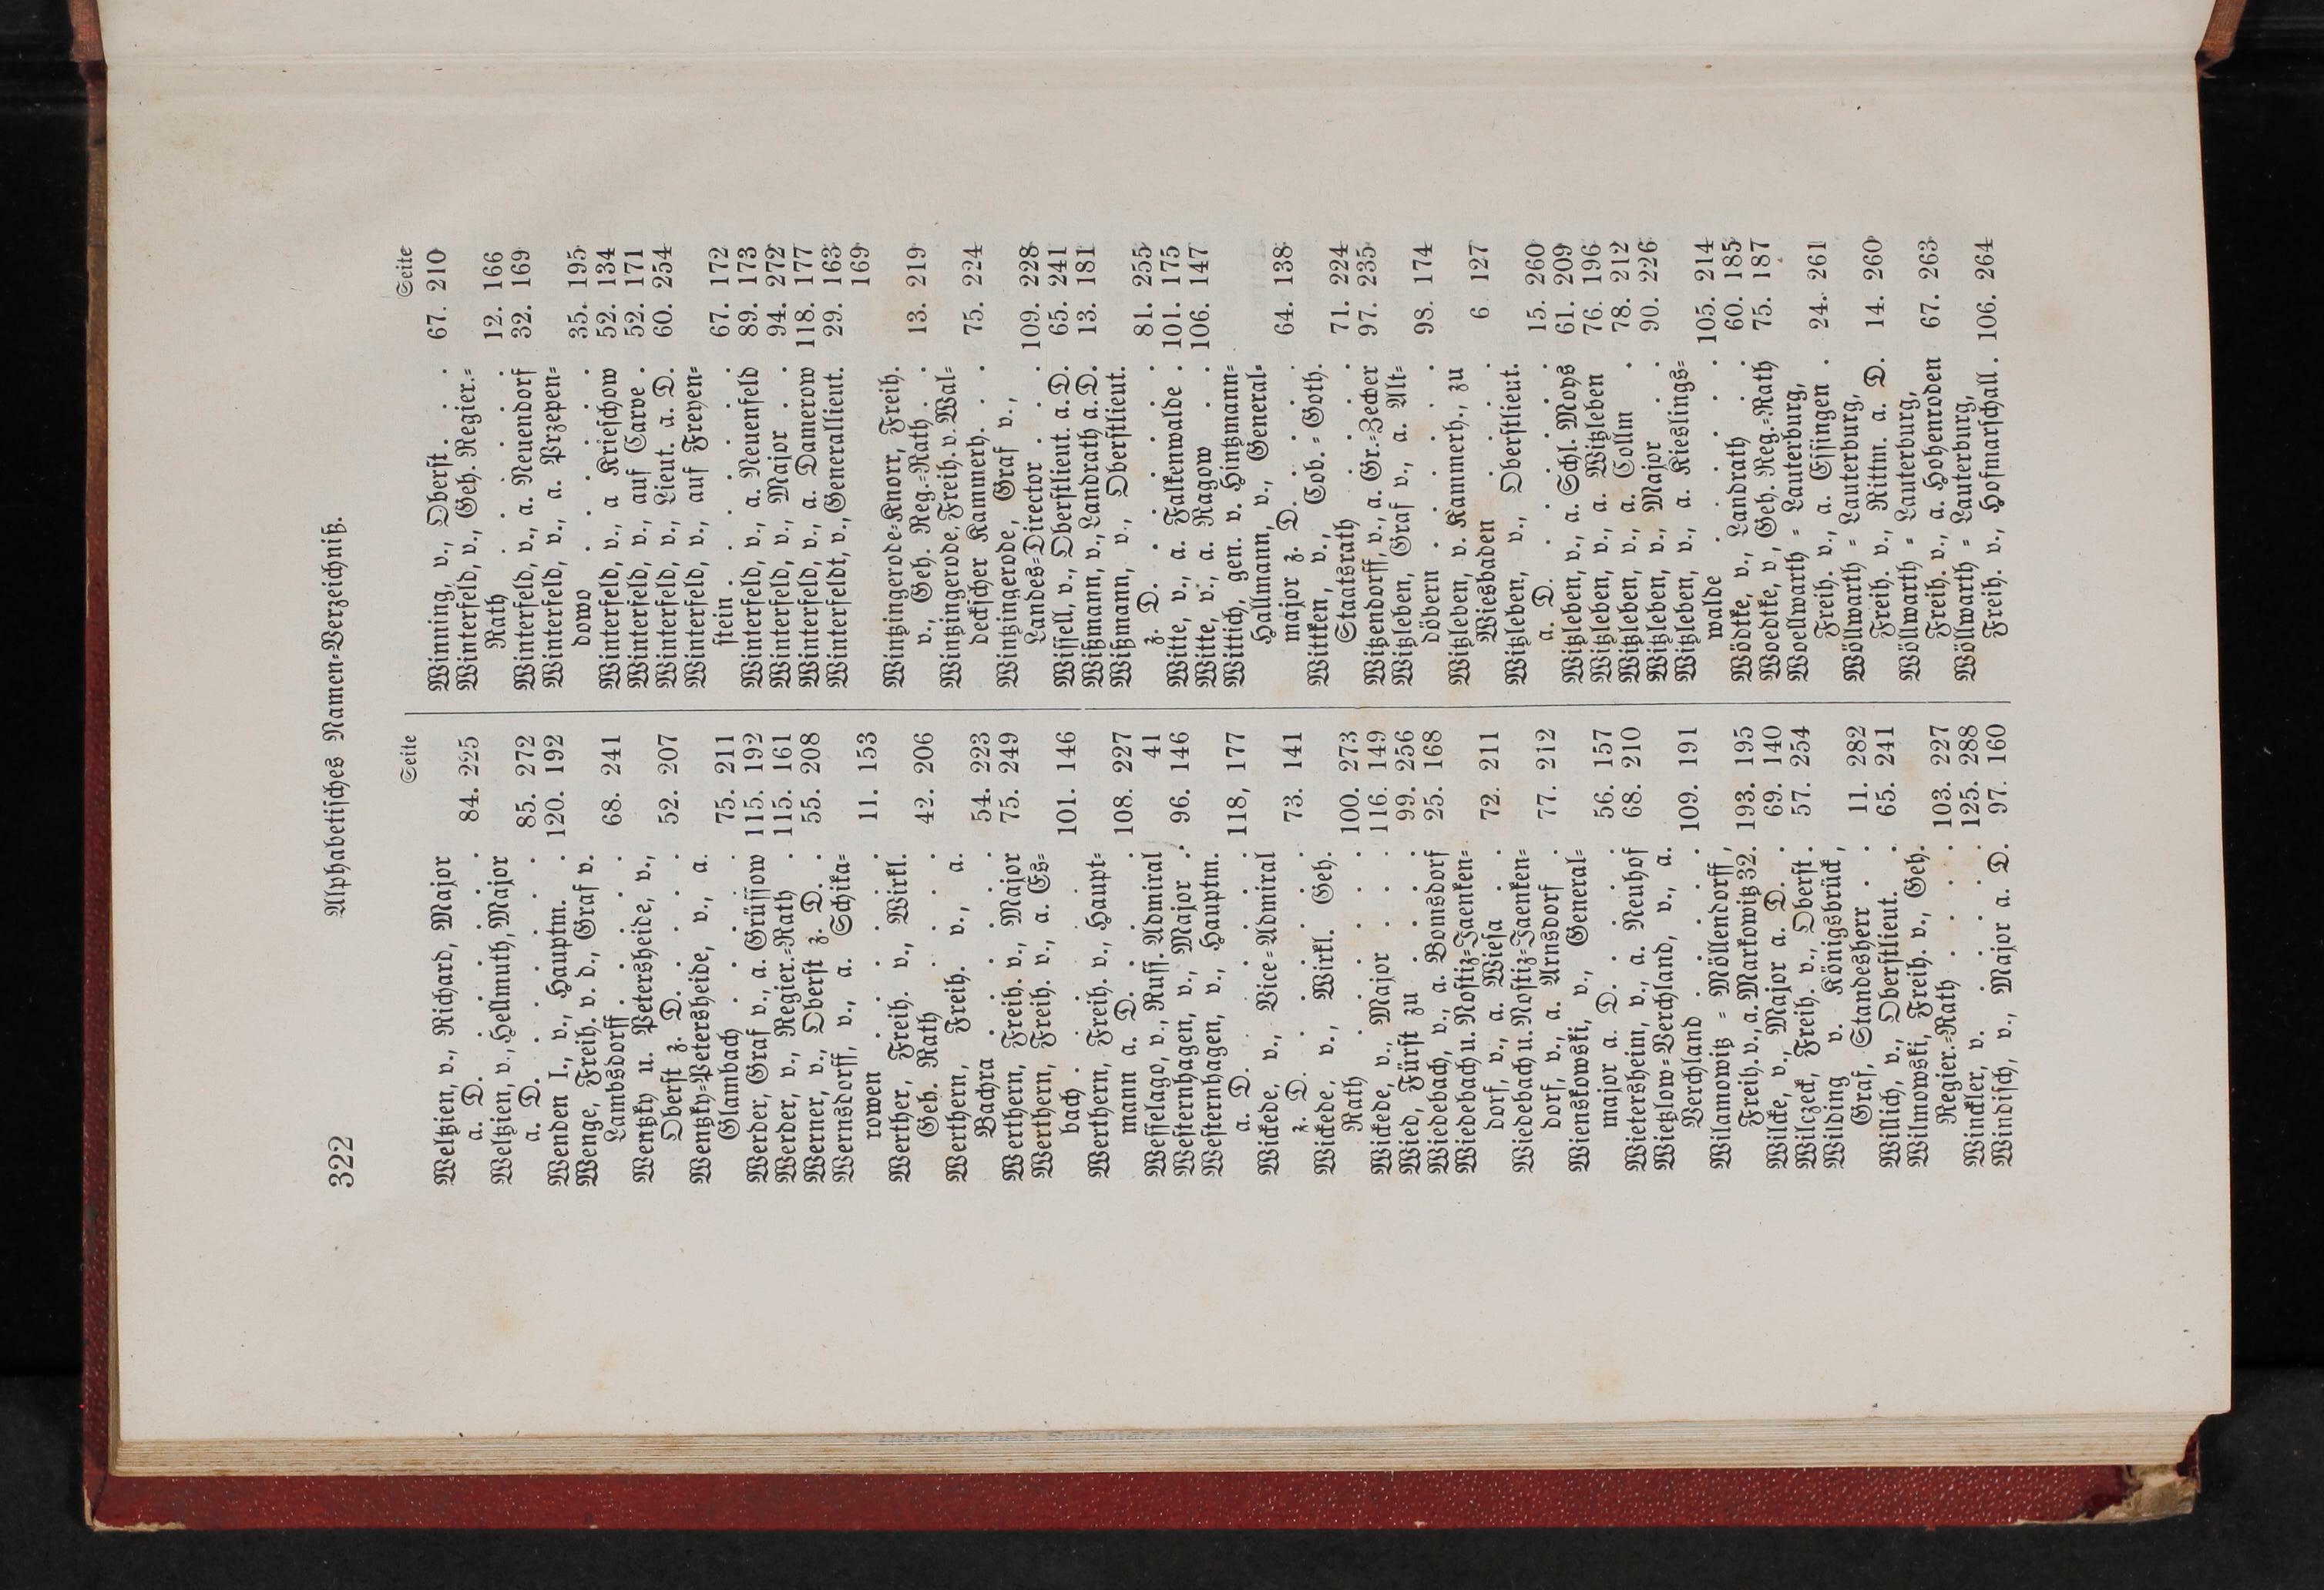 322
Alphabetisches Namen=Verzeichniß.
Seite
Weltzien, v., Richard, Major
a. D. . . . . . 84. 225
Weltzien, v., Hellmuth, Major
a. D. . . . . . 85. 272
Wenden I., v., Hauptm. . 120. 192
Wenge, Freih. v. d., Graf v.
Lambsdorff . . . . 68. 241
Wentzky u. Petersheide, v.,
Oberst z. D. . . . . 52. 207
Wentzky=Petersheide, v., a.
Glambach . . . . 75. 211
Werder, Graf v., a. Grüssow 115. 192
Werder, v., Regier.=Rath . 115. 161
Werner, v., Oberst z. D. . 55. 208
Wernsdorff, v., a. Schika=
rowen . . . . . 11. 153
Werther, Freih. v., Wirkl.
Geh. Rath . . . . 42. 206
Werthern, Freih. v., a.
Bachra . . . . . 54. 223
Werthern, Freih. v., Major 75. 249
Werthern, Freih. v., a. Es=
bach . . . . . . 101. 146
Werthern, Freih. v., Haupt=
mann a. D. . . . . 108. 227
Wesselago, v., Russ. Admiral 41
Westernhagen, v., Major . 96. 146
Westernhagen, v., Hauptm.
a. D. . . . . . 118, 177
Wickede, v., Vice=Admiral
z. D. . . . . . 73. 141
Wickede, v., Wirkl. Geh.
Rath . . . . . 100. 273
Wickede, v., Major . . . 116. 149
Wied, Fürst zu . . . . 99. 256
Wiedebach, v., a. Bomsdorf 25. 168
Wiedebach u. Nostiz=Jaenken=
dorf, v., a. Wiesa . . 72. 211
Wiedebach u. Nostiz=Jaenken=
dorf, v., a. Arnsdorf . 77. 212
Wienskowski, v., General=
major a. D. . . . . 56. 157
Wietersheim, v., a. Neuhof 68. 210
Wietzlow=Verchland, v., a.
Verchland . . . . 109. 191
Wilamowitz = Möllendorff,
Freih. v., a. Markowitz 32. 193. 195
Wilcke, v., Major a. D. . 69. 140
Wilczeck, Freih. v., Oberst . 57. 254
Wilding v. Königsbrück,
Graf, Standesherr . . 11. 282
Willich, v., Oberstlieut. . 65. 241
Wilmowski, Freih. v., Geh.
Regier.=Rath . . . . 103. 227
Winckler, v. . . . . . 125. 288
Windisch, v., Major a. D. . 97. 160
Seite
Winning, v., Oberst . . . 67. 210
Winterfeld, v., Geh. Regier.=
Rath . . . . . . 12. 166
Winterfeld, v., a. Neuendorf 32. 169
Winterfeld, v., a. Przepen=
dowo . . . . . . 35. 195
Winterfeld, v., a Krieschow 52. 134
Winterfeld, v., auf Carve . 52. 171
Winterfeld, v., Lieut. a. D. 60. 254
Winterfeld, v., auf Freyen=
stein . . . . . . 67. 172
Winterfeld, v., a. Neuenfeld 89. 173
Winterfeld, v., Major . . 94. 272
Winterfeld, v., a. Damerow 118. 177
Winterfeldt, v., Generallieut. 29. 163
169
Wintzingerode=Knorr, Freih.
v., Geh. Reg.=Rath . . 13. 219
Wintzingerode, Freih. v. Wal=
deckscher Kammerh. . . 75. 224
Wintzingerode, Graf v.,
Landes=Director . . . 109. 228
Wissell, v., Oberstlieut. a. D. 65. 241
Wißmann, v., Landrath a. D. 13. 181
Wißmann, v., Oberstlieut.
z. D. . . . . . 81. 255
Witte, v., a. Falkenwalde . 101. 175
Witte, v., a. Ragow . . 106. 147
Wittich, gen. v. Hintzmann=
Hallmann, v., General=
major z. D. . . . . 64. 138
Wittken, v., Cob. = Goth.
Staatsrath . . . . 71. 224
Witzendorff, v., a. Gr.=Zecher 97. 235
Witzleben, Graf v., a. Alt=
döbern . . . . . 98. 174
Witzleben, v. Kammerh., zu
Wiesbaden . . . . 6 127
Witzleben, v., Oberstlieut.
a. D. . . . . . 15. 260
Witzleben, v., a. Schl. Moys 61. 209
Witzleben, v., a. Witzleben 76. 196
Witzleben, v., a. Collm . 78. 212
Witzleben, v., Major . . 90. 226
Witzleben, v., a. Kieslings=
walde . . . . . 105. 214
Wödtke, v., Landrath . . 60. 185
Woedtke, v, Geh. Reg.=Rath 75. 187
Woellwarth = Lauterburg,
Freih. v., a. Essingen . 24. 261
Wöllwarth = Lauterburg,
Freih. v., Rittm. a. D. 14. 260
Wöllwarth = Lauterburg,
Freih. v., a. Hohenroden 67. 263
Wöllwarth = Lauterburg,
Freih. v., Hofmarschall . 106. 264